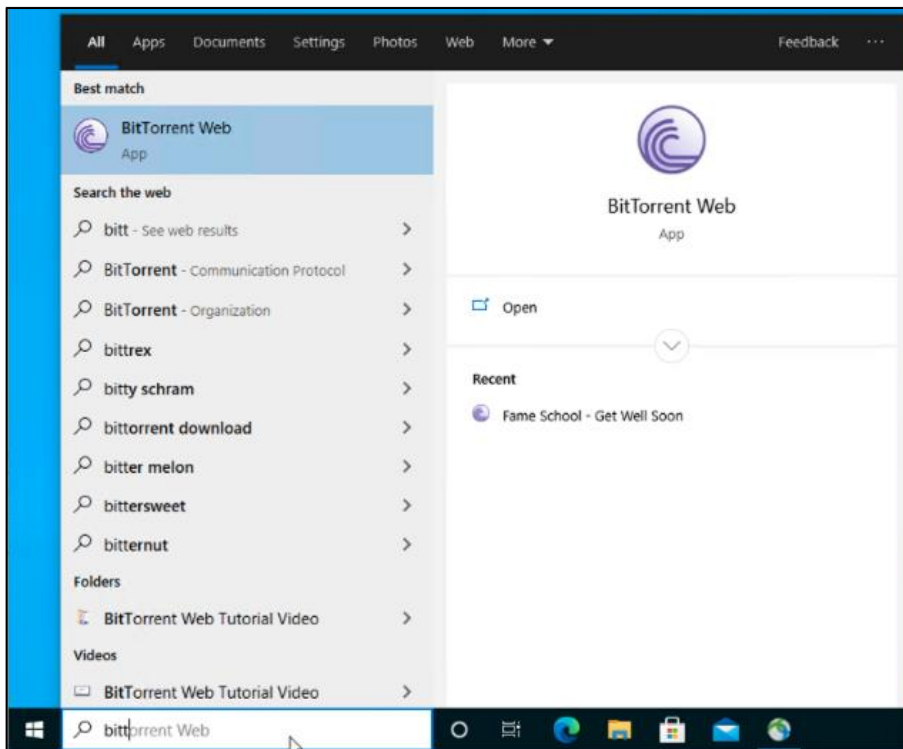 All Apps Documents Settings Photos Web More Feedback ...
Best match
BitTorrent Web
App
Search the web
bitt - See web results
BitTorrent - Communication Protocol
BitTorrent - Organization
bittrex
bitty schram
bittorrent download
bitter melon
bittersweet
bitternut
Folders
BitTorrent Web Tutorial Video
Videos
BitTorrent Web Tutorial Video
bittorrent Web
BitTorrent Web
App
Open
Recent
Fame School - Get Well Soon